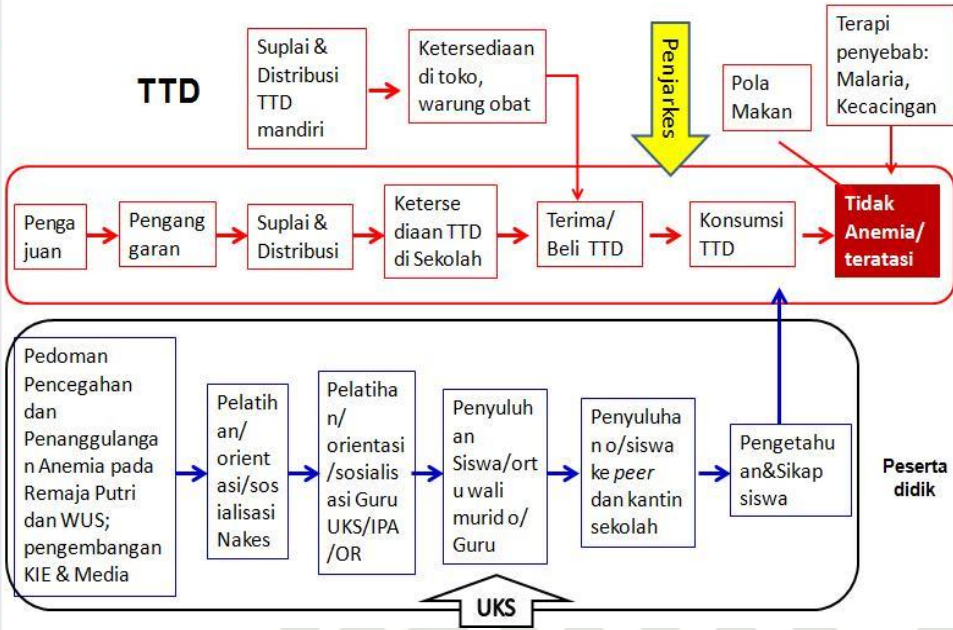 TTD
Suplai &
Distribusi
TTD
mandiri
Ketersediaan
di toko,
warung obat
Penjarkes
Pola
Makan
Terapi
penyebab:
Malaria,
Kecacingan
Penga
juan
Pengang
garan
Suplai &
Distribusi
Keterse
diaan TTD
di Sekolah
Terima/
Beli TTD
Konsumsi
TTD
Tidak
Anemia/
teratasi
Pedoman
Pencegahan
dan
Penanggulanga
n Anemia pada
Remaja Putri
dan WUS;
pengembangan
KIE & Media
Pelatih
an/
orient
asi/sos
ialisasi
Nakes
Pelatiha
n/
orientasi
/sosialis
asi Guru
UKS/IPA
/OR
Penyuluh
an
Siswa/ort
u wali
murid o/
Guru
Penyuluha
n o/siswa
ke peer
dan kantin
sekolah
Pengetahu
an&Sikap
siswa
Peserta
didik
UKS